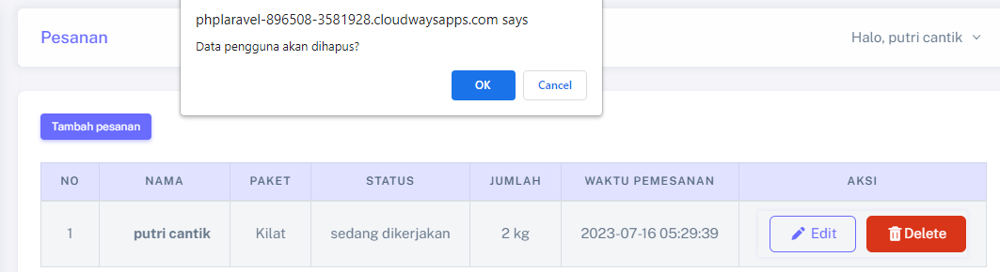 phplaravel-896508-3581928.cloudwaysapps.com says
Data pengguna akan dihapus?
OK Cancel
Pesanan Halo, putri cantik
Tambah pesanan
NO NAMA PAKET STATUS JUMLAH WAKTU PEMESANAN AKSI
1 putri cantik Kilat sedang dikerjakan 2 kg 2023-07-16 05:29:39 Edit Delete